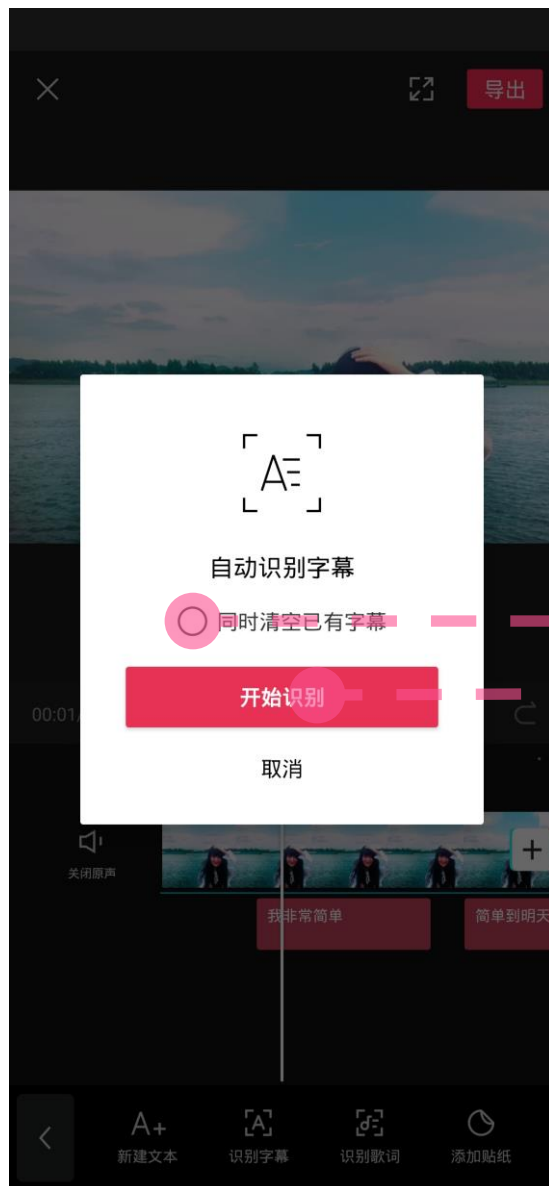 导出
A
自动识别字幕
同时清空已有字幕
开始识别
00:01/
取消
关闭原声
我非常简单
简单到明天
A+
A
新建文本
识别字幕
识别歌词
添加贴纸